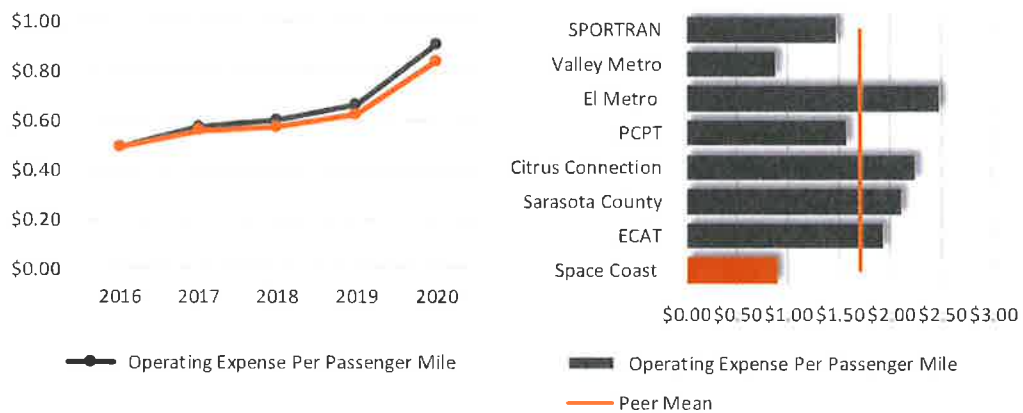 $1.00
$0.80
$0.60
$0.40
$0.20
$0.00
2016 2017 2018 2019 2020
Operating Expense Per Passenger Mile
SPORTRAN
Valley Metro
El Metro
PCPT
Citrus Connection
Sarasota County
ECAT
Space Coast
$0.00 $0.50 $1.00 $1.50 $2.00 $2.50 $3.00
Operating Expense Per Passenger Mile
Peer Mean